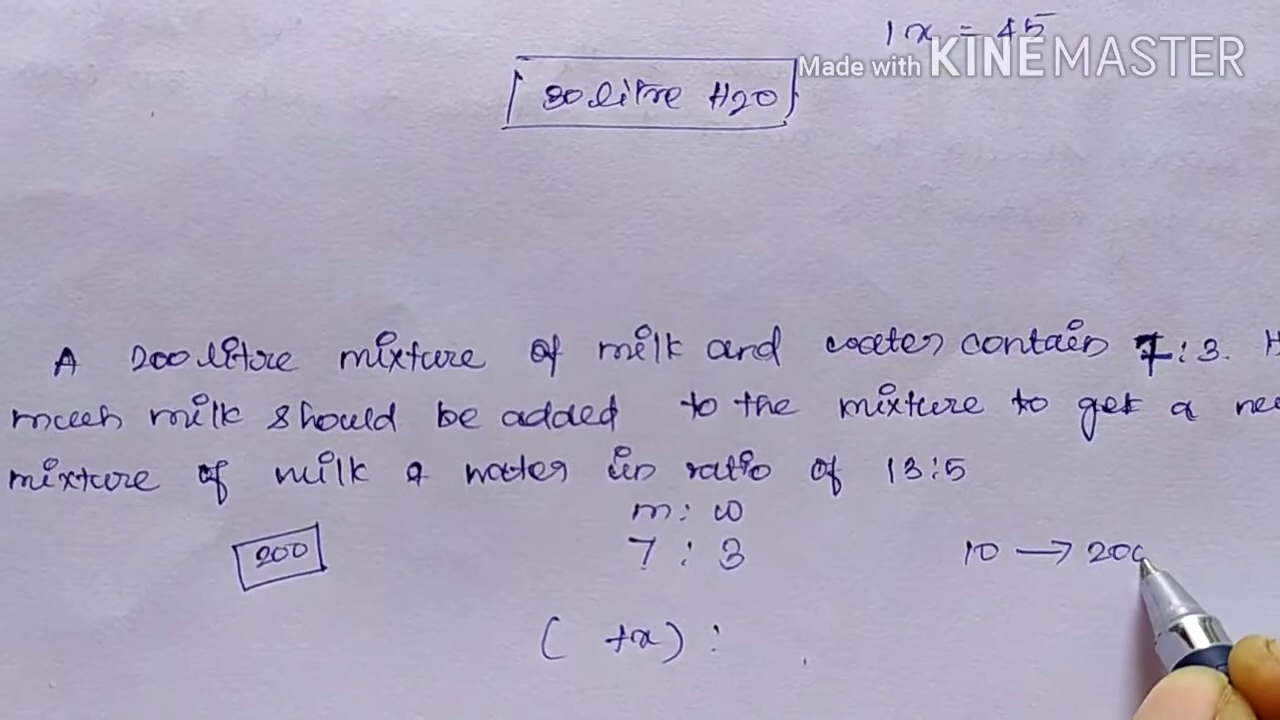 1x = 45
Made with KINEMASTER
80 litre H2O
A 200 litre mixture of milk and water contain 7:3. H
much milk should be added to the mixture to get a ne
mixture of milk & water in ratio of 13:5
m : w
200 7 : 3 10 → 200
( +x) :